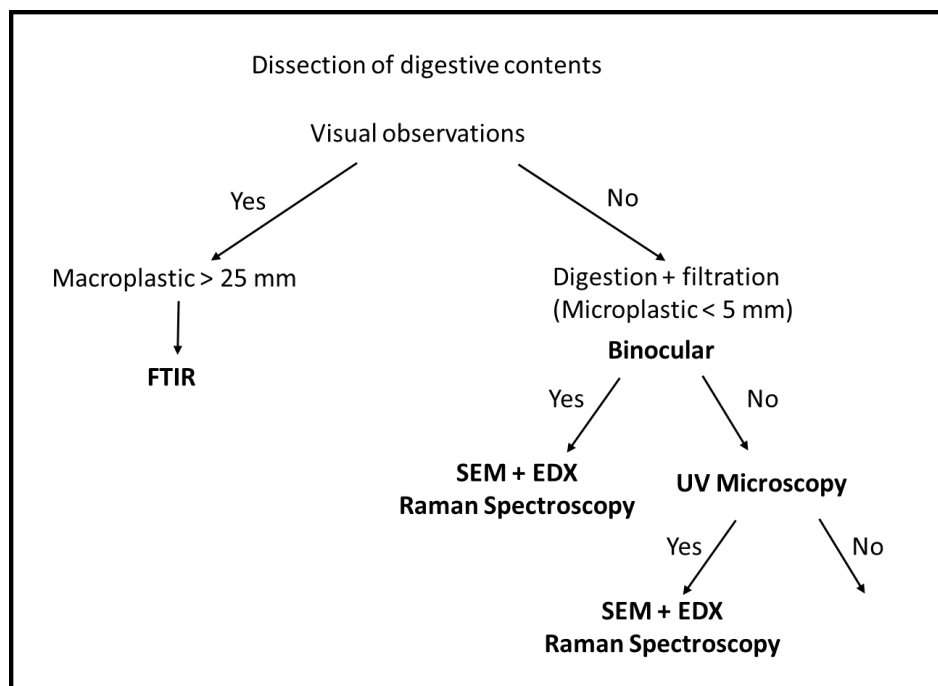 Dissection of digestive contents
Visual observations
Yes
No
Macroplastic > 25 mm
Digestion + filtration
(Microplastic < 5 mm)
Binocular
FTIR
Yes
No
SEM + EDX
Raman Spectroscopy
UV Microscopy
Yes
No
SEM + EDX
Raman Spectroscopy